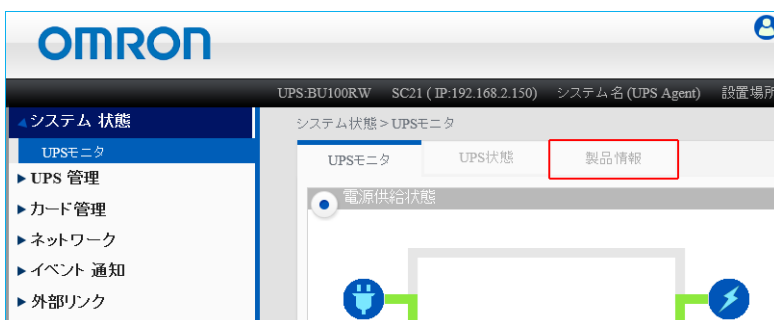 OMRON
UPS:BU100RW SC21 ( IP:192.168.2.150) システム名 (UPS Agent) 設置場所
システム 状態
システム状態 > UPSモニタ
UPSモニタ
UPSモニタ UPS状態 製品情報
UPS 管理
電源供給状態
カード管理
ネットワーク
イベント 通知
外部リンク